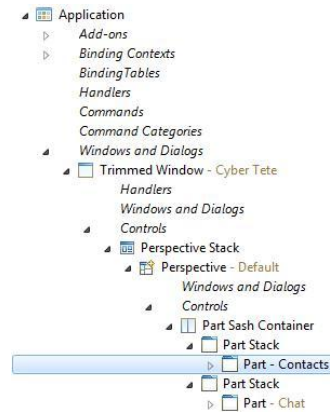 Application
Add-ons
Binding Contexts
BindingTables
Handlers
Commands
Command Categories
Windows and Dialogs
Trimmed Window - Cyber Tete
Handlers
Windows and Dialogs
Controls
Perspective Stack
Perspective - Default
Windows and Dialogs
Controls
Part Sash Container
Part Stack
Part - Contacts
Part Stack
Part - Chat